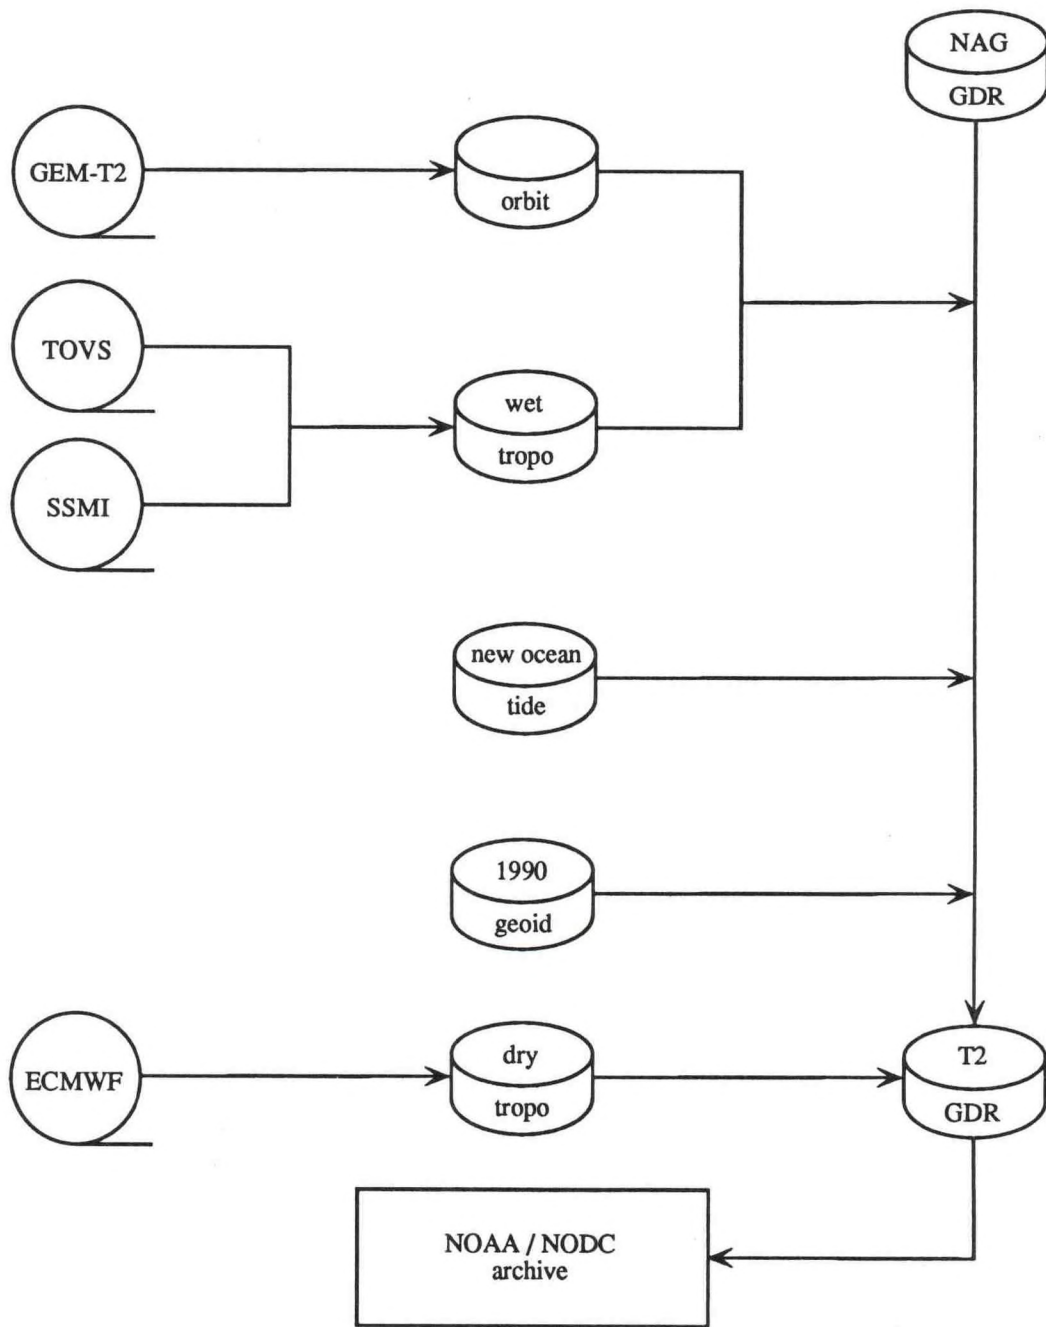 NAG
GDR
GEM-T2
orbit
TOVS
wet
tropo
SSMI
new ocean
tide
1990
geoid
ECMWF
dry
tropo
T2
GDR
NOAA / NODC
archive